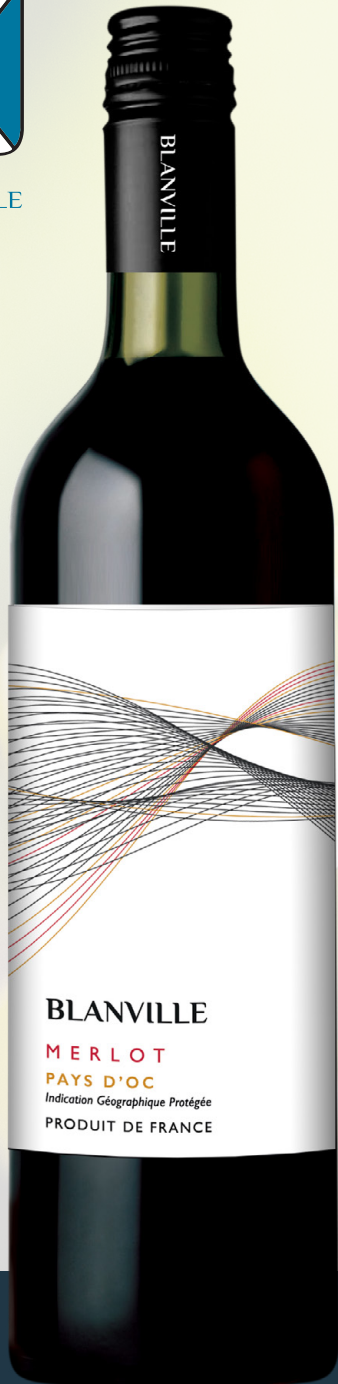 BLANVILLE
BLANVILLE
MERLOT
PAYS D'OC
Indication Géographique Protégée
PRODUIT DE FRANCE